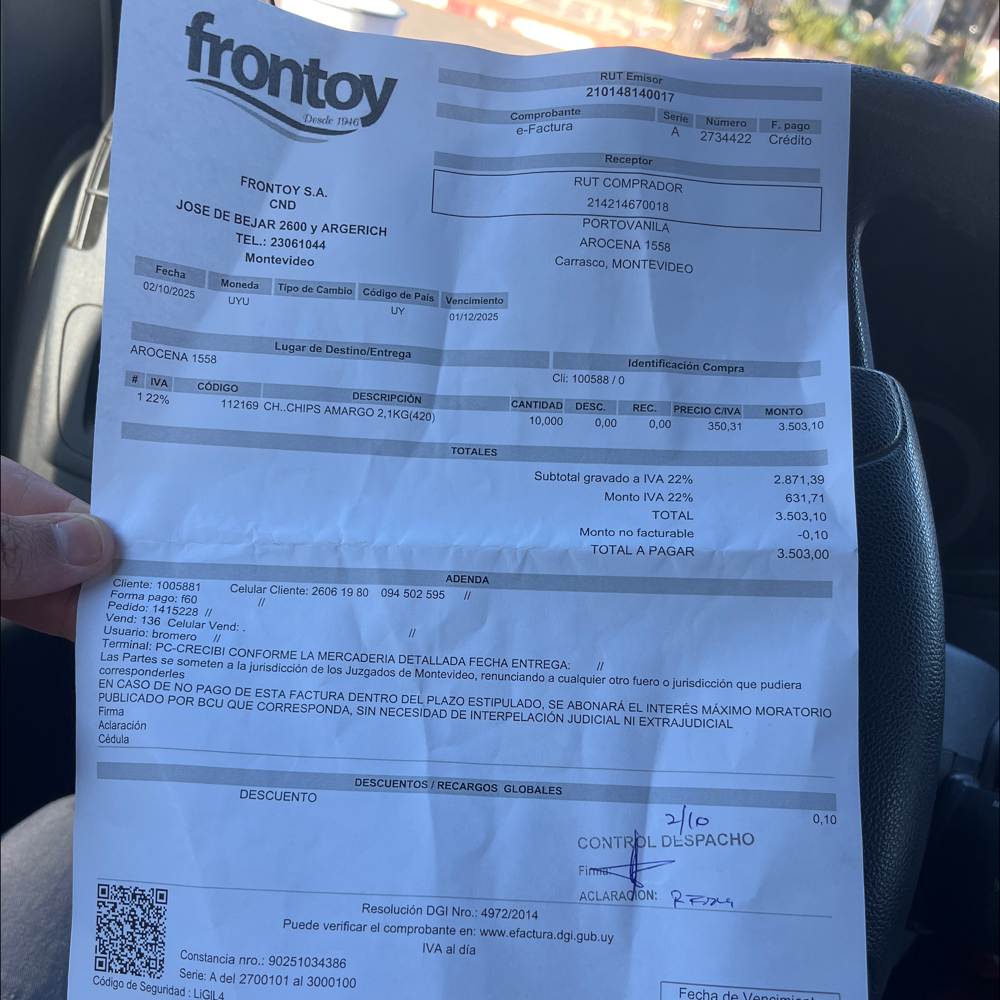 frontoy
Desde 1946
RUT Emisor
210148140017
Comprobante Serie Número F. pago
e-Factura A 2734422 Crédito
Receptor
RUT COMPRADOR
214214670018
PORTOVANILA
AROCENA 1558
Carrasco, MONTEVIDEO
FRONTOY S.A.
CND
JOSE DE BEJAR 2600 y ARGERICH
TEL.: 23061044
Montevideo
Fecha Moneda Tipo de Cambio Código de País Vencimiento
02/10/2025 UYU UY 01/12/2025
Lugar de Destino/Entrega Identificación Compra
AROCENA 1558 Cli: 100588 / 0
# IVA CÓDIGO DESCRIPCIÓN CANTIDAD DESC. REC. PRECIO C/IVA MONTO
1 22% 112169 CH..CHIPS AMARGO 2,1KG(420) 10,000 0,00 0,00 350,31 3.503,10
TOTALES
Subtotal gravado a IVA 22% 2.871,39
Monto IVA 22% 631,71
TOTAL 3.503,10
Monto no facturable -0,10
TOTAL A PAGAR 3.503,00
ADENDA
Cliente: 1005881 Celular Cliente: 2606 19 80 094 502 595 //
Forma pago: f60 //
Pedido: 1415228 //
Vend: 136 Celular Vend: . //
Usuario: bromero //
Terminal: PC-CRECIBI CONFORME LA MERCADERIA DETALLADA FECHA ENTREGA: //
Las Partes se someten a la jurisdicción de los Juzgados de Montevideo, renunciando a cualquier otro fuero o jurisdicción que pudiera
corresponderles
EN CASO DE NO PAGO DE ESTA FACTURA DENTRO DEL PLAZO ESTIPULADO, SE ABONARÁ EL INTERÉS MÁXIMO MORATORIO
PUBLICADO POR BCU QUE CORRESPONDA, SIN NECESIDAD DE INTERPELACIÓN JUDICIAL NI EXTRAJUDICIAL
Firma
Aclaración
Cédula
DESCUENTOS / RECARGOS GLOBALES
DESCUENTO 0,10
2/10
CONTROL DESPACHO
Firma:
ACLARACIÓN:
Resolución DGI Nro.: 4972/2014
Puede verificar el comprobante en: www.efactura.dgi.gub.uy
IVA al día
Constancia nro.: 90251034386
Serie: A del 2700101 al 3000100
Código de Seguridad : LiGIL4
Fecha de Vencimiento